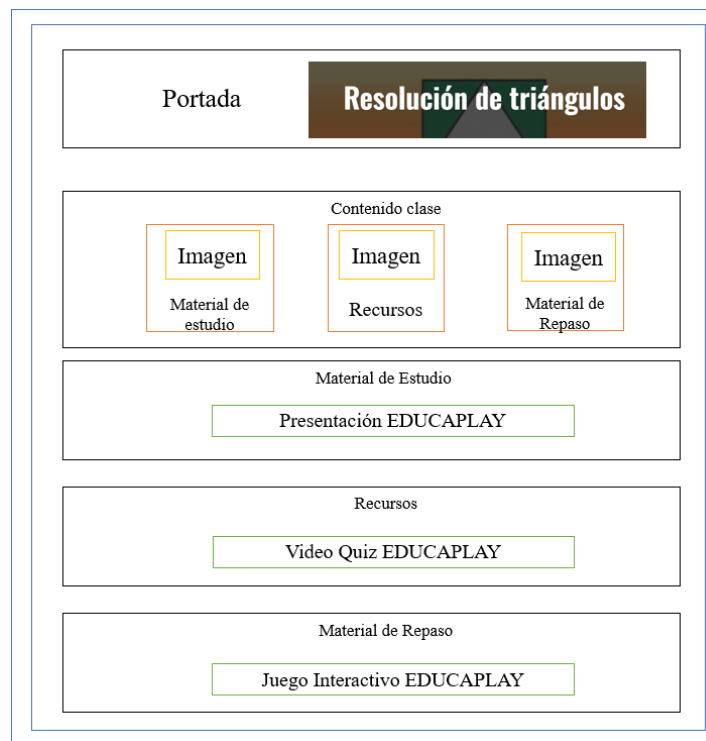 Portada
Resolución de triángulos
Contenido clase
Imagen
Material de
estudio
Imagen
Recursos
Imagen
Material de
Repaso
Material de Estudio
Presentación EDUCAPLAY
Recursos
Video Quiz EDUCAPLAY
Material de Repaso
Juego Interactivo EDUCAPLAY